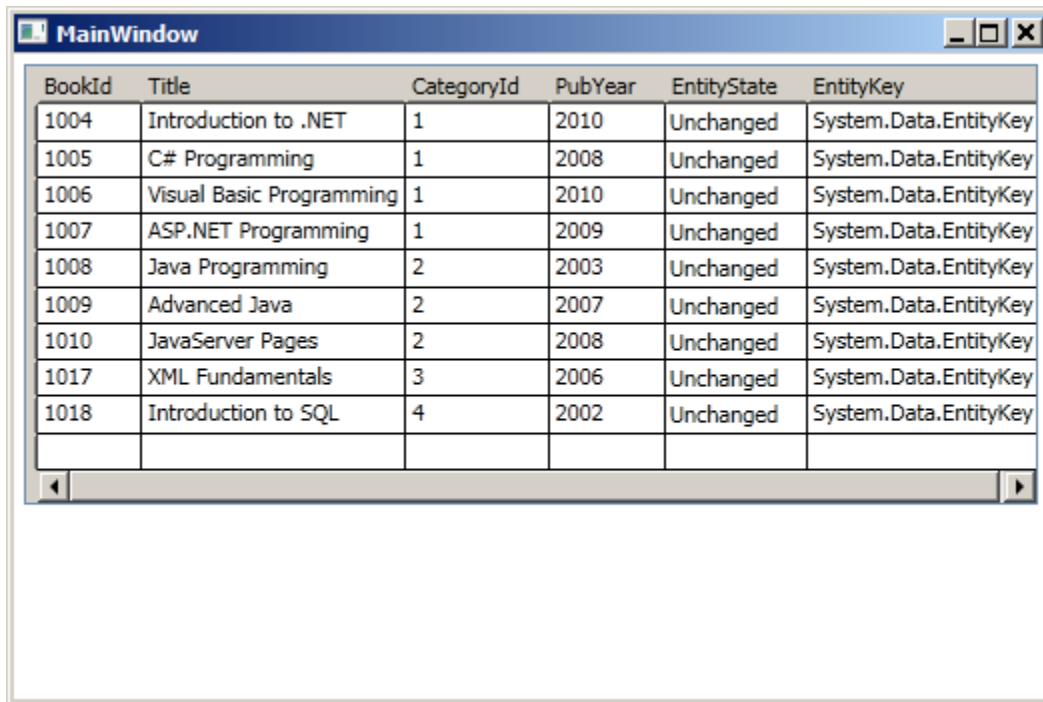 MainWindow
BookId Title CategoryId PubYear EntityState EntityKey
1004 Introduction to .NET 1 2010 Unchanged System.Data.EntityKey
1005 C# Programming 1 2008 Unchanged System.Data.EntityKey
1006 Visual Basic Programming 1 2010 Unchanged System.Data.EntityKey
1007 ASP.NET Programming 1 2009 Unchanged System.Data.EntityKey
1008 Java Programming 2 2003 Unchanged System.Data.EntityKey
1009 Advanced Java 2 2007 Unchanged System.Data.EntityKey
1010 JavaServer Pages 2 2008 Unchanged System.Data.EntityKey
1017 XML Fundamentals 3 2006 Unchanged System.Data.EntityKey
1018 Introduction to SQL 4 2002 Unchanged System.Data.EntityKey